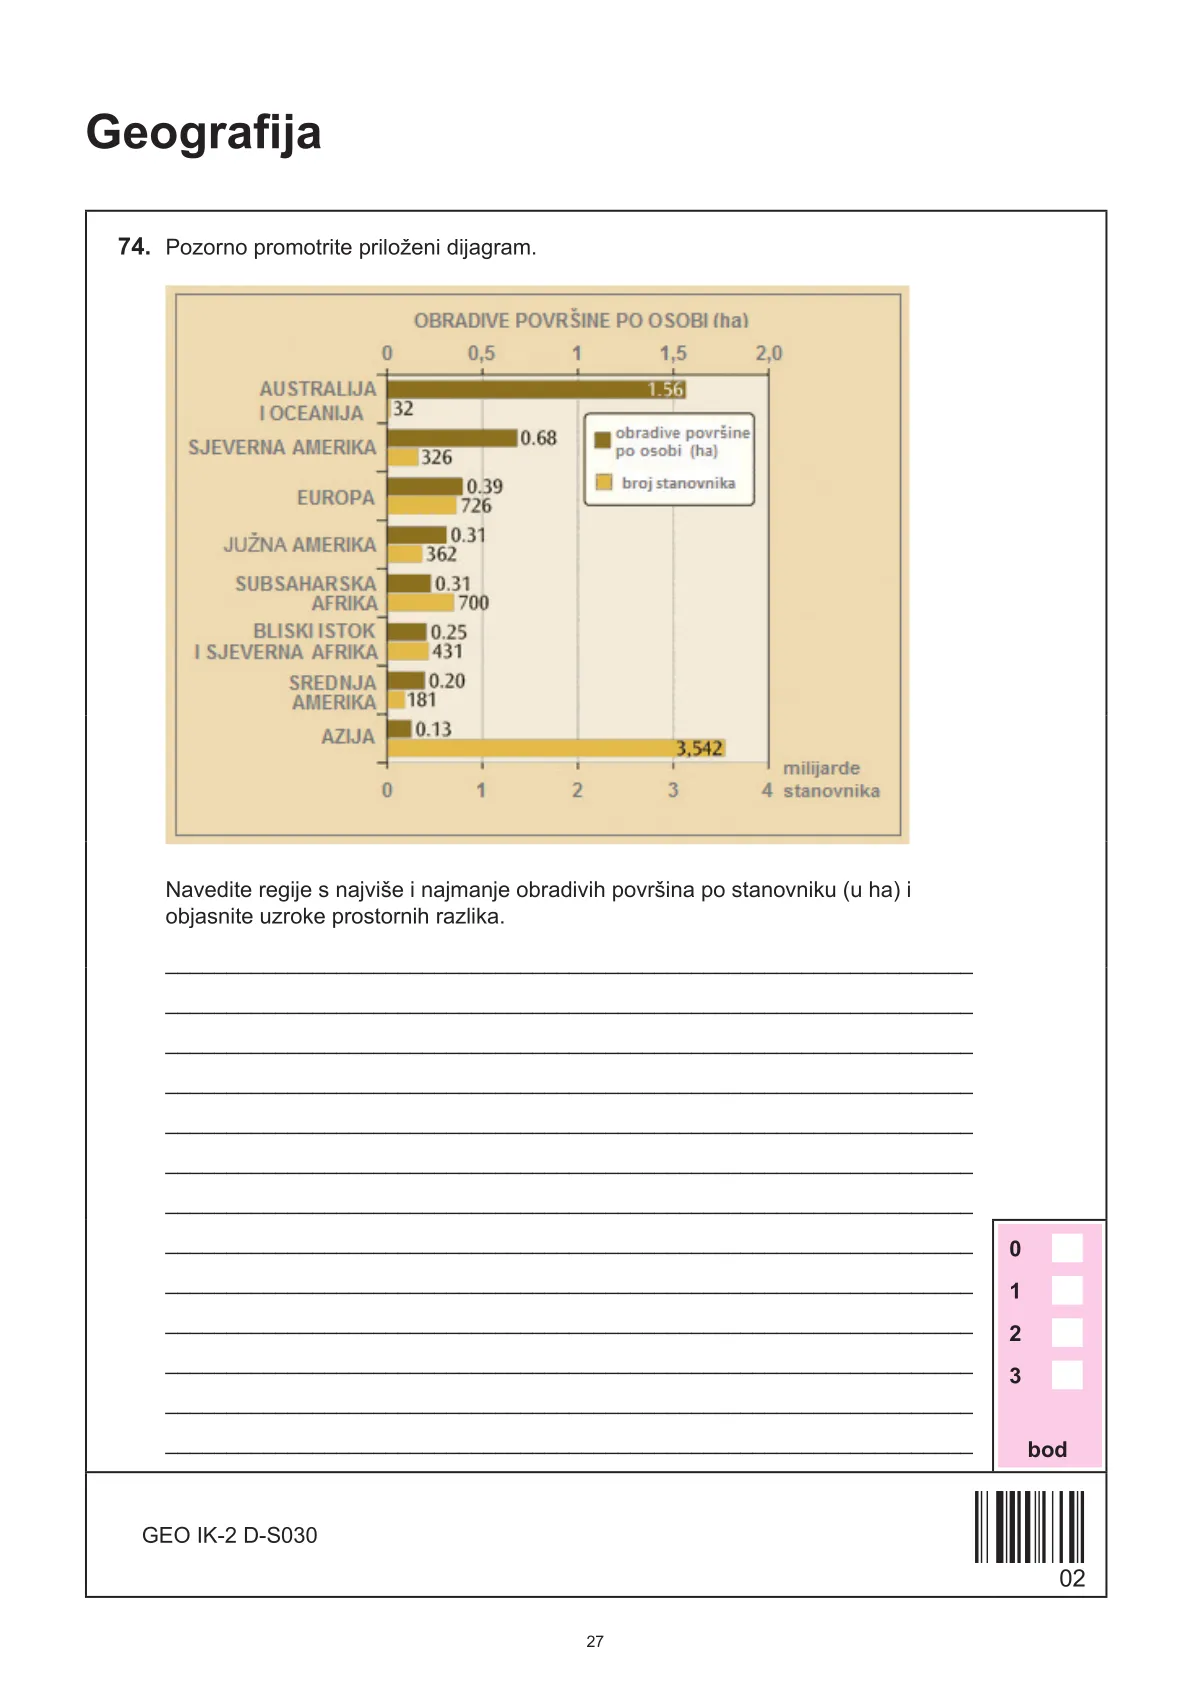 Geografija
74. Pozorno promotrite priloženi dijagram.
OBRADIVE POVRŠINE PO OSOBI (ha)
0 0,5 1 1,5 2,0
AUSTRALIJA 1.56
I OCEANIJA 32
SJEVERNA AMERIKA 0.68
326
obradive površine
po osobi (ha)
broj stanovnika
EUROPA 0.39
726
JUŽNA AMERIKA 0.31
362
SUBSAHARSKA 0.31
AFRIKA 700
BLISKI ISTOK 0.25
I SJEVERNA AFRIKA 431
SREDNJA 0.20
AMERIKA 181
AZIJA 0.13
3,542
milijarde
0 1 2 3 4 stanovnika
Navedite regije s najviše i najmanje obradivih površina po stanovniku (u ha) i
objasnite uzroke prostornih razlika.
0
1
2
3
bod
GEO IK-2 D-S030
02
27